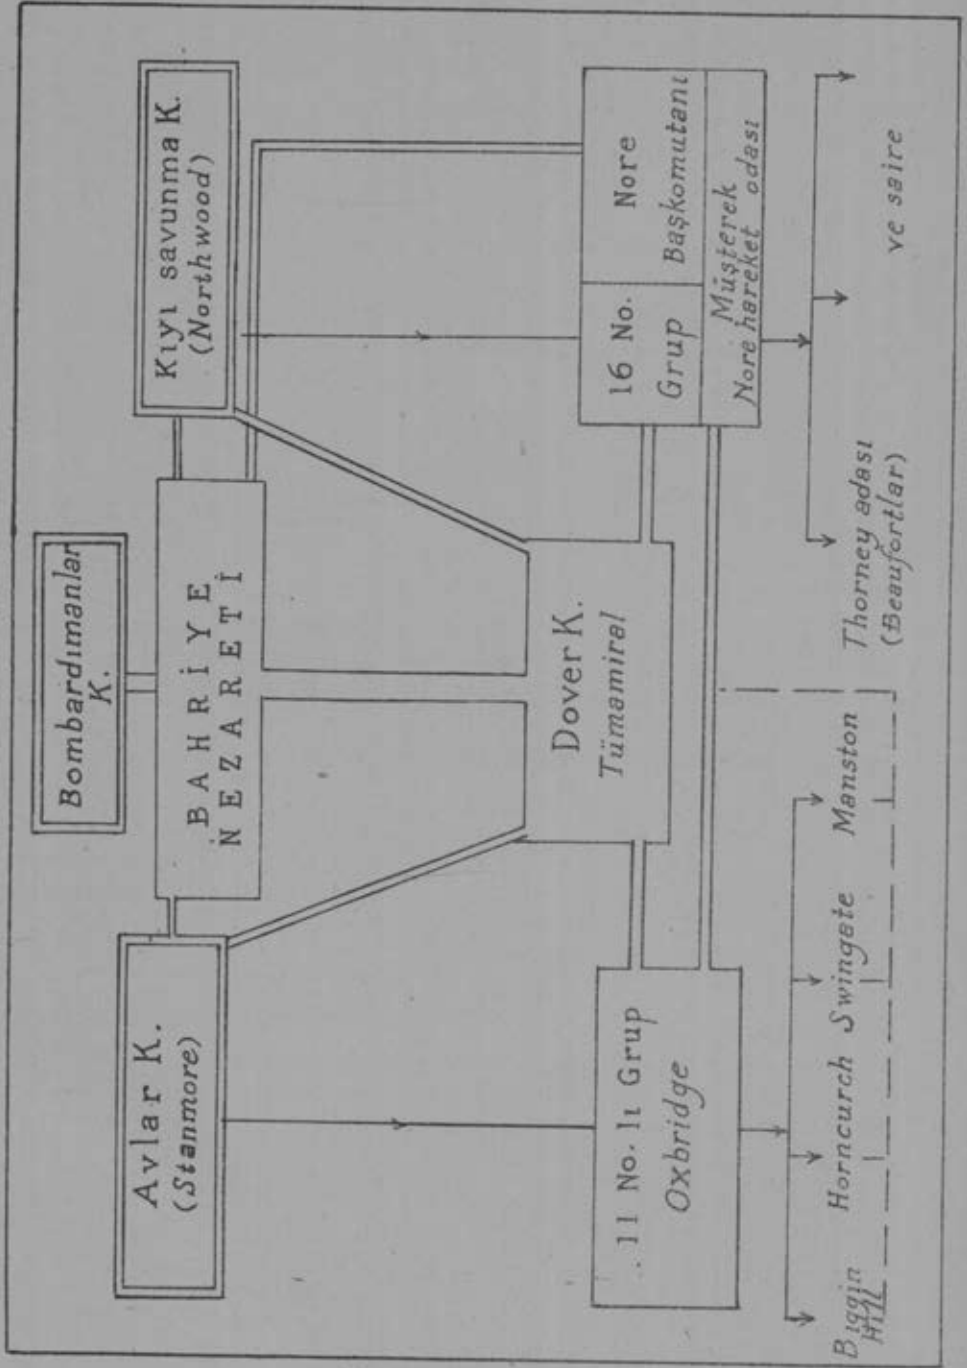 Bombardımanlar
K.
Avlar K.
(Stanmore)
BAHRİYE
NEZARETİ
Kıyı savunma K.
(Northwood)
11 No. lı Grup
Oxbridge
Dover K.
Tümamiral
16 No.
Grup
Nore
Başkomutanı
Müşterek
Nore hareket odası
Biggin
Hill
Horncurch
Swingate
Manston
Thorney adası
(Beaufortlar)
ve saire